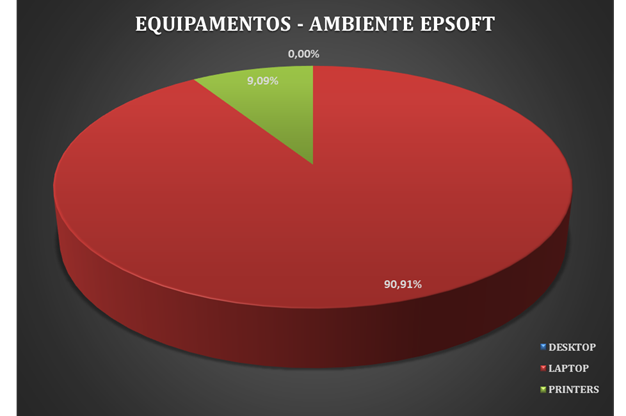 EQUIPAMENTOS - AMBIENTE EPSOFT
0,00%
9,09%
90,91%
DESKTOP
LAPTOP
PRINTERS